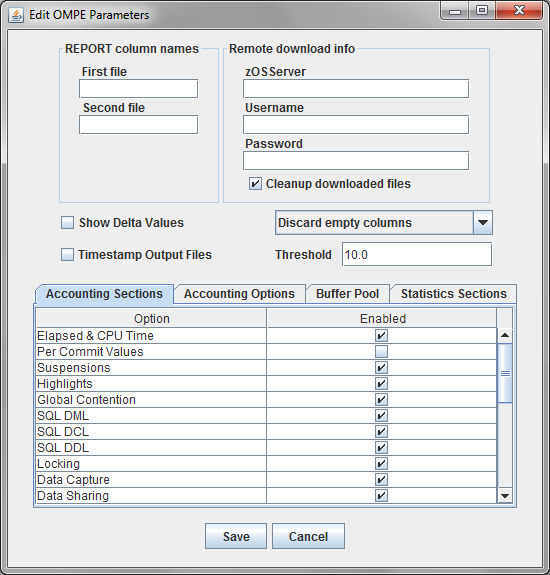 Edit OMPE Parameters
REPORT column names
First file
Second file
Remote download info
zOSServer
Username
Password
Cleanup downloaded files
Show Delta Values
Discard empty columns
Timestamp Output Files
Threshold 10.0
Accounting Sections Accounting Options Buffer Pool Statistics Sections
Option Enabled
Elapsed & CPU Time
Per Commit Values
Suspensions
Highlights
Global Contention
SQL DML
SQL DCL
SQL DDL
Locking
Data Capture
Data Sharing
Save Cancel